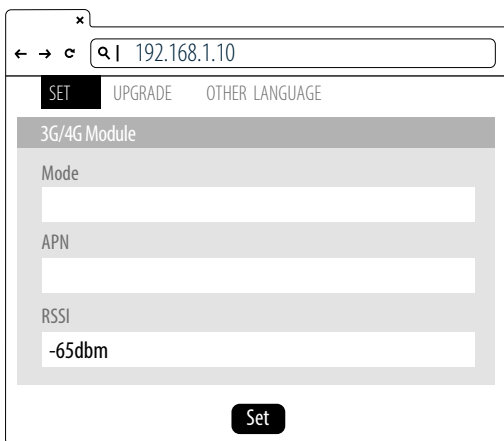 192.168.1.10
SET UPGRADE OTHER LANGUAGE
3G/4G Module
Mode
APN
RSSI
-65dbm
Set